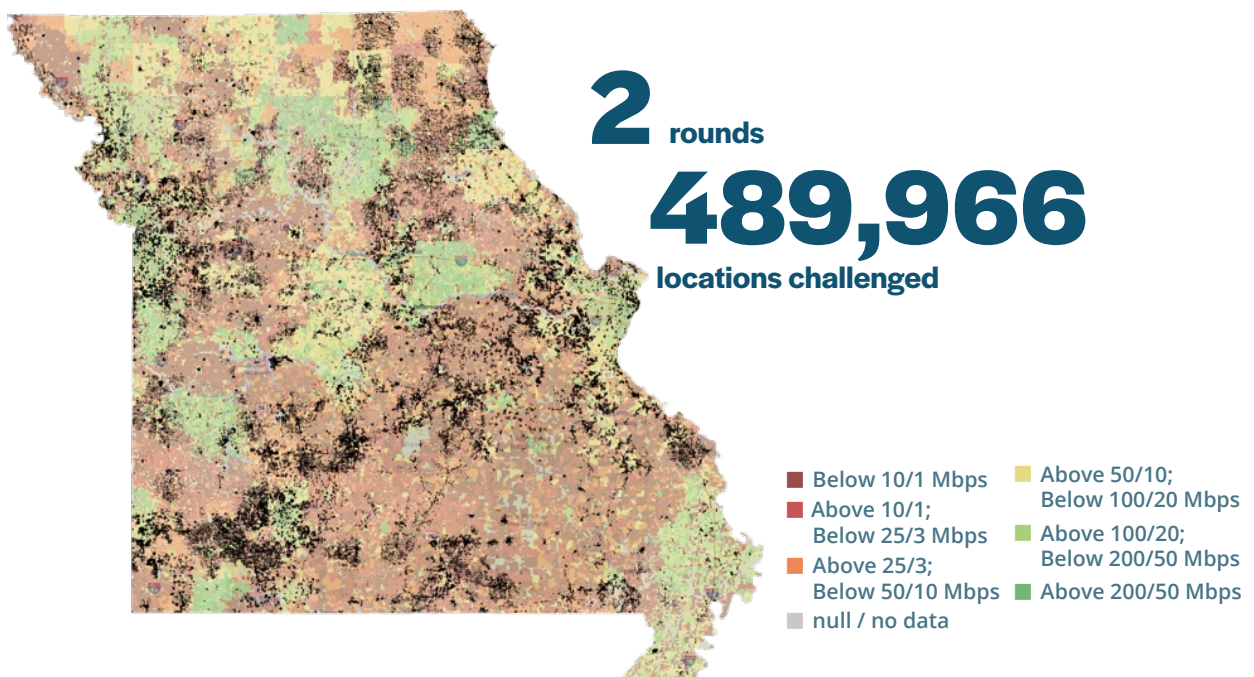 2 rounds
489,966
locations challenged
Below 10/1 Mbps
Above 10/1;
Below 25/3 Mbps
Above 25/3;
Below 50/10 Mbps
null / no data
Above 50/10;
Below 100/20 Mbps
Above 100/20;
Below 200/50 Mbps
Above 200/50 Mbps